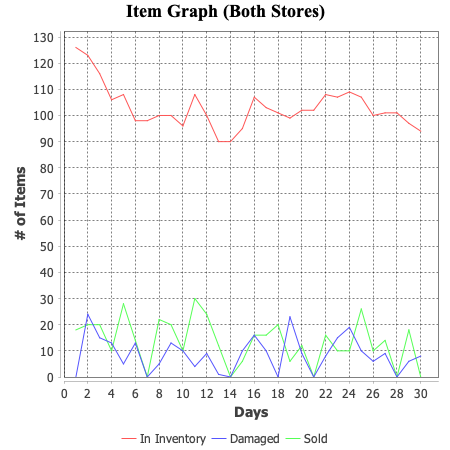 Item Graph (Both Stores)
130
120
110
100
90
80
70
60
50
40
30
20
10
0
# of Items
0 2 4 6 8 10 12 14 16 18 20 22 24 26 28 30
Days
In Inventory Damaged Sold